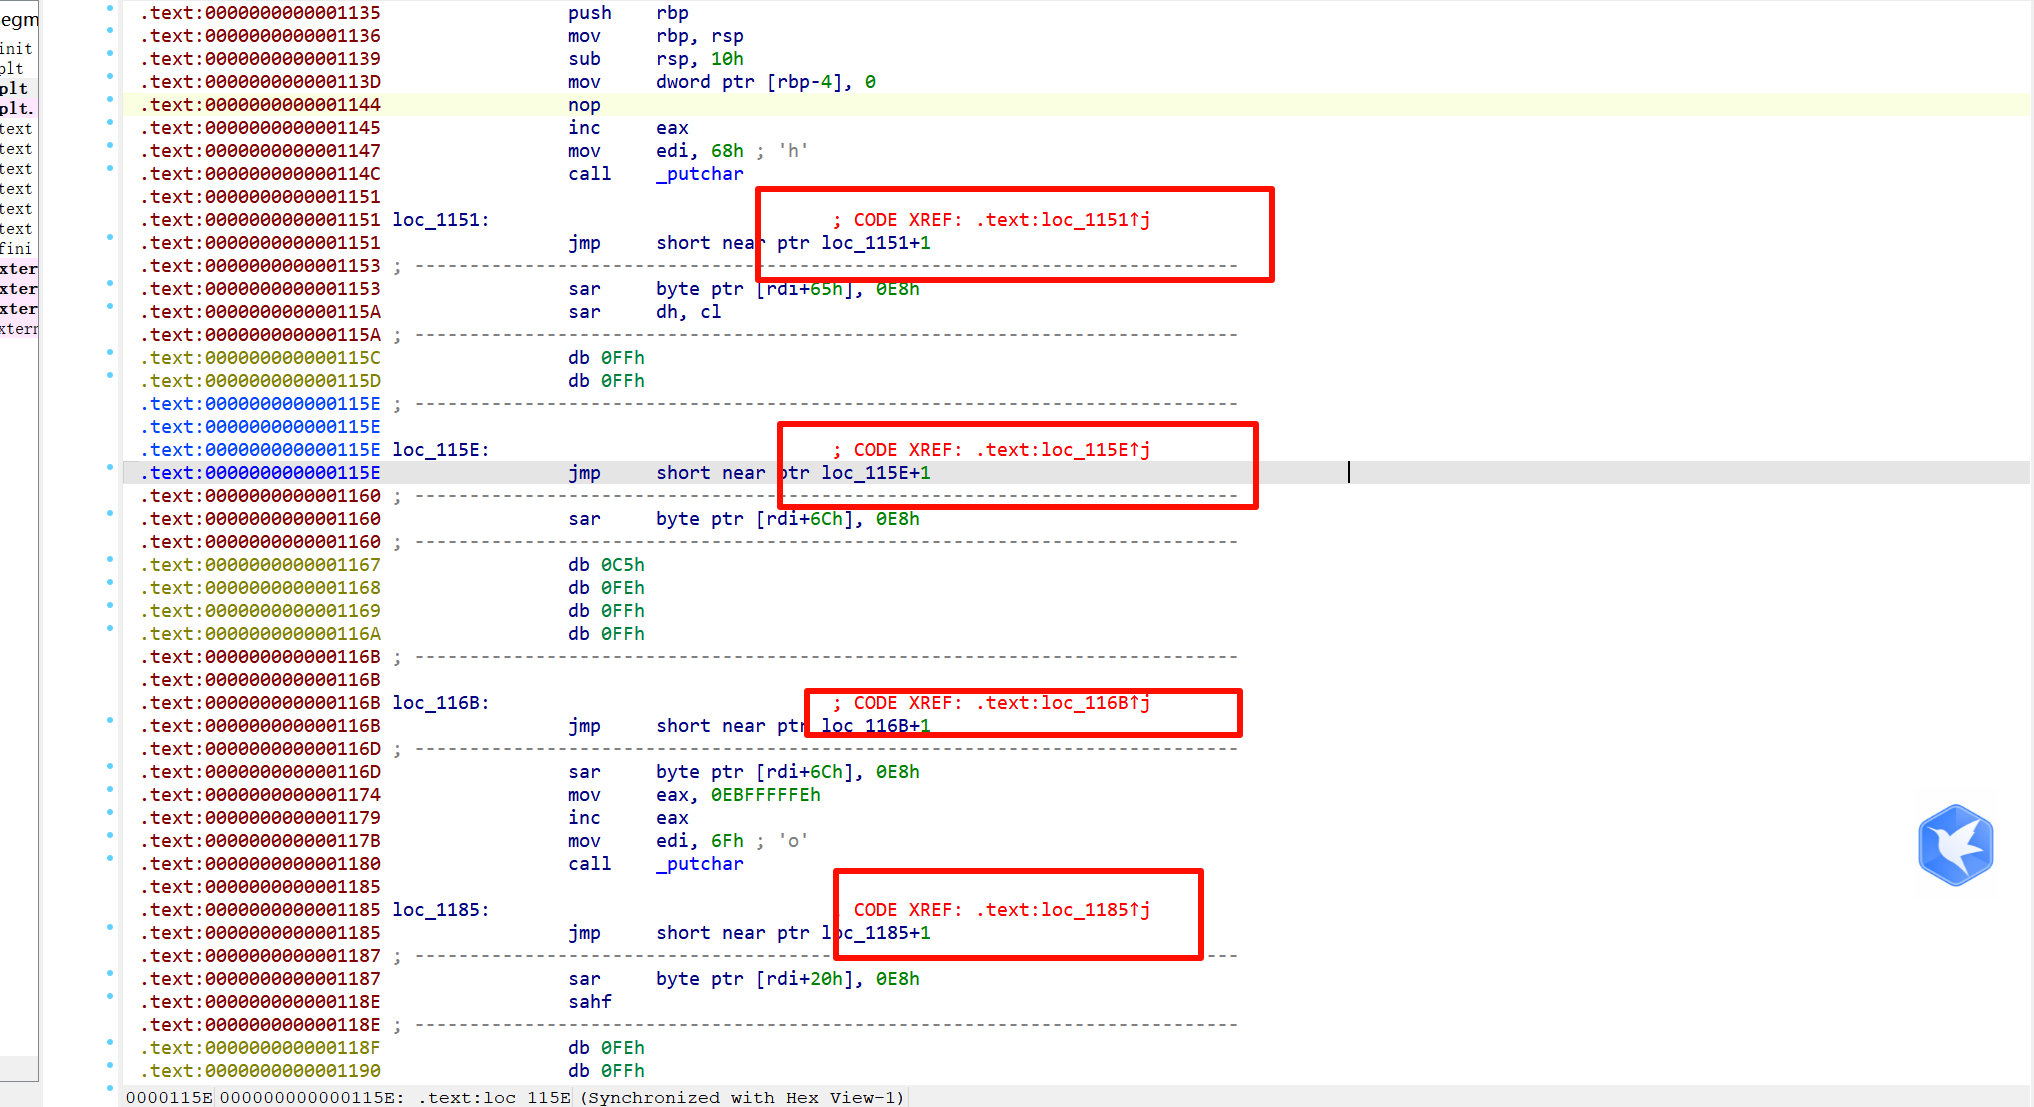 egm
init
plt
plt
plt.
text
text
text
text
text
text
fini
xter
xter
xter
xtern
.text:0000000000001135 push rbp
.text:0000000000001136 mov rbp, rsp
.text:0000000000001139 sub rsp, 10h
.text:000000000000113D mov dword ptr [rbp-4], 0
.text:0000000000001144 nop
.text:0000000000001145 inc eax
.text:0000000000001147 mov edi, 68h ; 'h'
.text:000000000000114C call _putchar
.text:0000000000001151
.text:0000000000001151 loc_1151: ; CODE XREF: .text:loc_1151↑j
.text:0000000000001151 jmp short near ptr loc_1151+1
.text:0000000000001153 ; ---------------------------------------------------------------------------
.text:0000000000001153 sar byte ptr [rdi+65h], 0E8h
.text:000000000000115A sar dh, cl
.text:000000000000115A ; ---------------------------------------------------------------------------
.text:000000000000115C db 0FFh
.text:000000000000115D db 0FFh
.text:000000000000115E ; ---------------------------------------------------------------------------
.text:000000000000115E
.text:000000000000115E loc_115E: ; CODE XREF: .text:loc_115E↑j
.text:000000000000115E jmp short near ptr loc_115E+1
.text:0000000000001160 ; ---------------------------------------------------------------------------
.text:0000000000001160 sar byte ptr [rdi+6Ch], 0E8h
.text:0000000000001160 ; ---------------------------------------------------------------------------
.text:0000000000001167 db 0C5h
.text:0000000000001168 db 0FEh
.text:0000000000001169 db 0FFh
.text:000000000000116A db 0FFh
.text:000000000000116B ; ---------------------------------------------------------------------------
.text:000000000000116B
.text:000000000000116B loc_116B: ; CODE XREF: .text:loc_116B↑j
.text:000000000000116B jmp short near ptr loc_116B+1
.text:000000000000116D ; ---------------------------------------------------------------------------
.text:000000000000116D sar byte ptr [rdi+6Ch], 0E8h
.text:0000000000001174 mov eax, 0EBFFFFFEh
.text:0000000000001179 inc eax
.text:000000000000117B mov edi, 6Fh ; 'o'
.text:0000000000001180 call _putchar
.text:0000000000001185
.text:0000000000001185 loc_1185: CODE XREF: .text:loc_1185↑j
.text:0000000000001185 jmp short near ptr loc_1185+1
.text:0000000000001187 ; ---------------------------------------------------------------------------
.text:0000000000001187 sar byte ptr [rdi+20h], 0E8h
.text:000000000000118E sahf
.text:000000000000118E ; ---------------------------------------------------------------------------
.text:000000000000118F db 0FEh
.text:0000000000001190 db 0FFh
0000115E 000000000000115E: .text:loc_115E (Synchronized with Hex View-1)